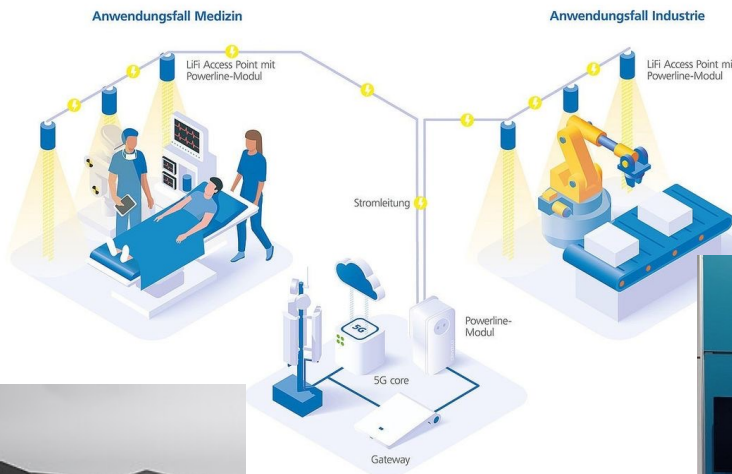 Anwendungsfall Medizin
Anwendungsfall Industrie
LiFi Access Point mit
Powerline-Modul
LiFi Access Point mi
Powerline-Modul
Stromleitung
Powerline-
Modul
5G
5G core
Gateway